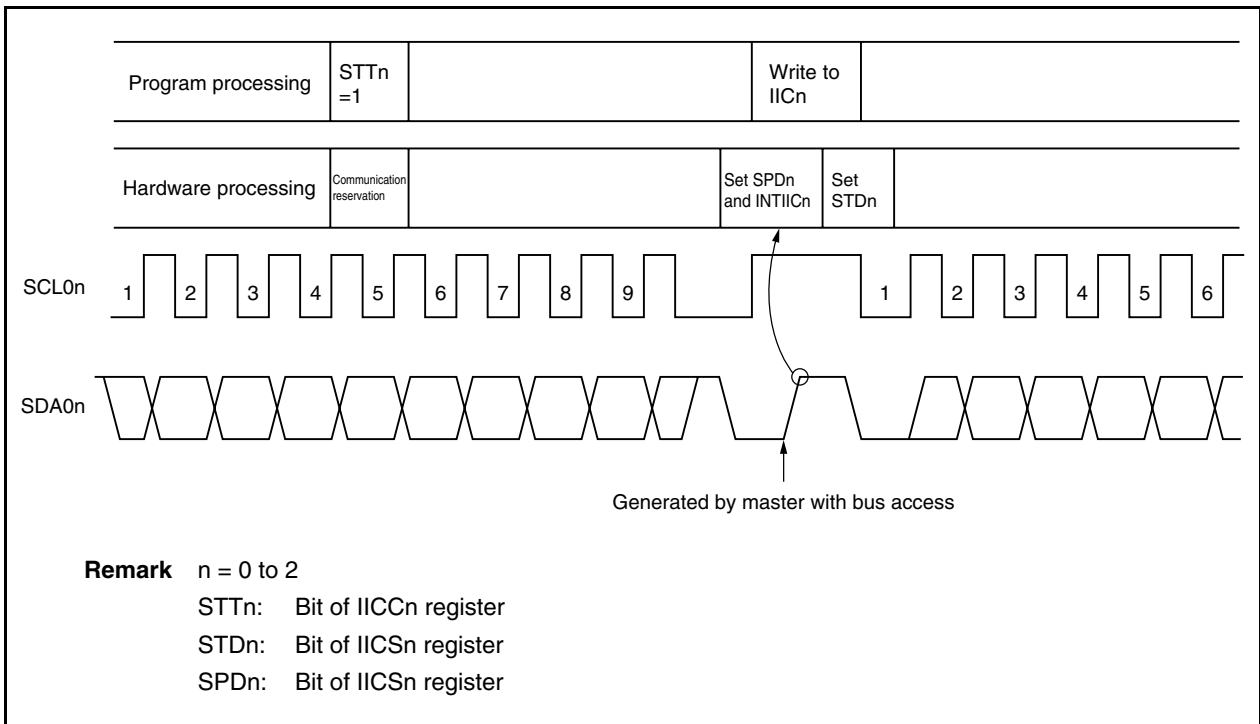 Program processing
STTn
=1
Write to
IICn
Hardware processing
Communication
reservation
Set SPDn
and INTIICn
Set
STDn
SCL0n
1 2 3 4 5 6 7 8 9 1 2 3 4 5 6
SDA0n
Generated by master with bus access
Remark n = 0 to 2
STTn: Bit of IICCn register
STDn: Bit of IICSn register
SPDn: Bit of IICSn register